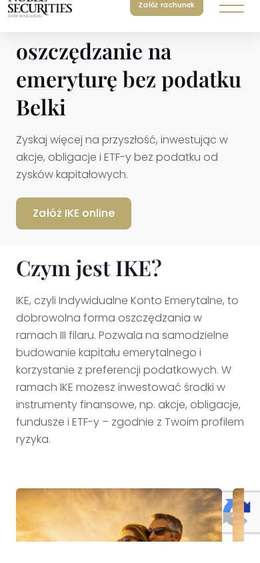 NOBLE
SECURITIES
Załóż rachunek
oszczędzanie na
emeryturę bez podatku
Belki
Zyskaj więcej na przyszłość, inwestując w
akcje, obligacje i ETF-y bez podatku od
zysków kapitałowych.
Załóż IKE online
Czym jest IKE?
IKE, czyli Indywidualne Konto Emerytalne, to
dobrowolna forma oszczędzania w
ramach III filaru. Pozwala na samodzielne
budowanie kapitału emerytalnego i
korzystanie z preferencji podatkowych. W
ramach IKE możesz inwestować środki w
instrumenty finansowe, np. akcje, obligacje,
fundusze i ETF-y – zgodnie z Twoim profilem
ryzyka.